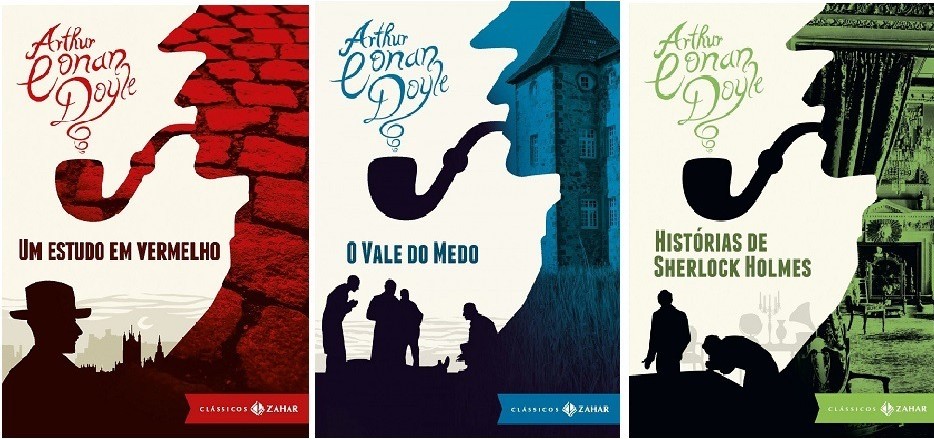 Arthur
Conan
Doyle
UM ESTUDO EM VERMELHO
CLÁSSICOS ZAHAR
Arthur
Conan
Doyle
O VALE DO MEDO
CLÁSSICOS ZAHAR
Arthur
Conan
Doyle
HISTÓRIAS DE
SHERLOCK HOLMES
CLÁSSICOS ZAHAR